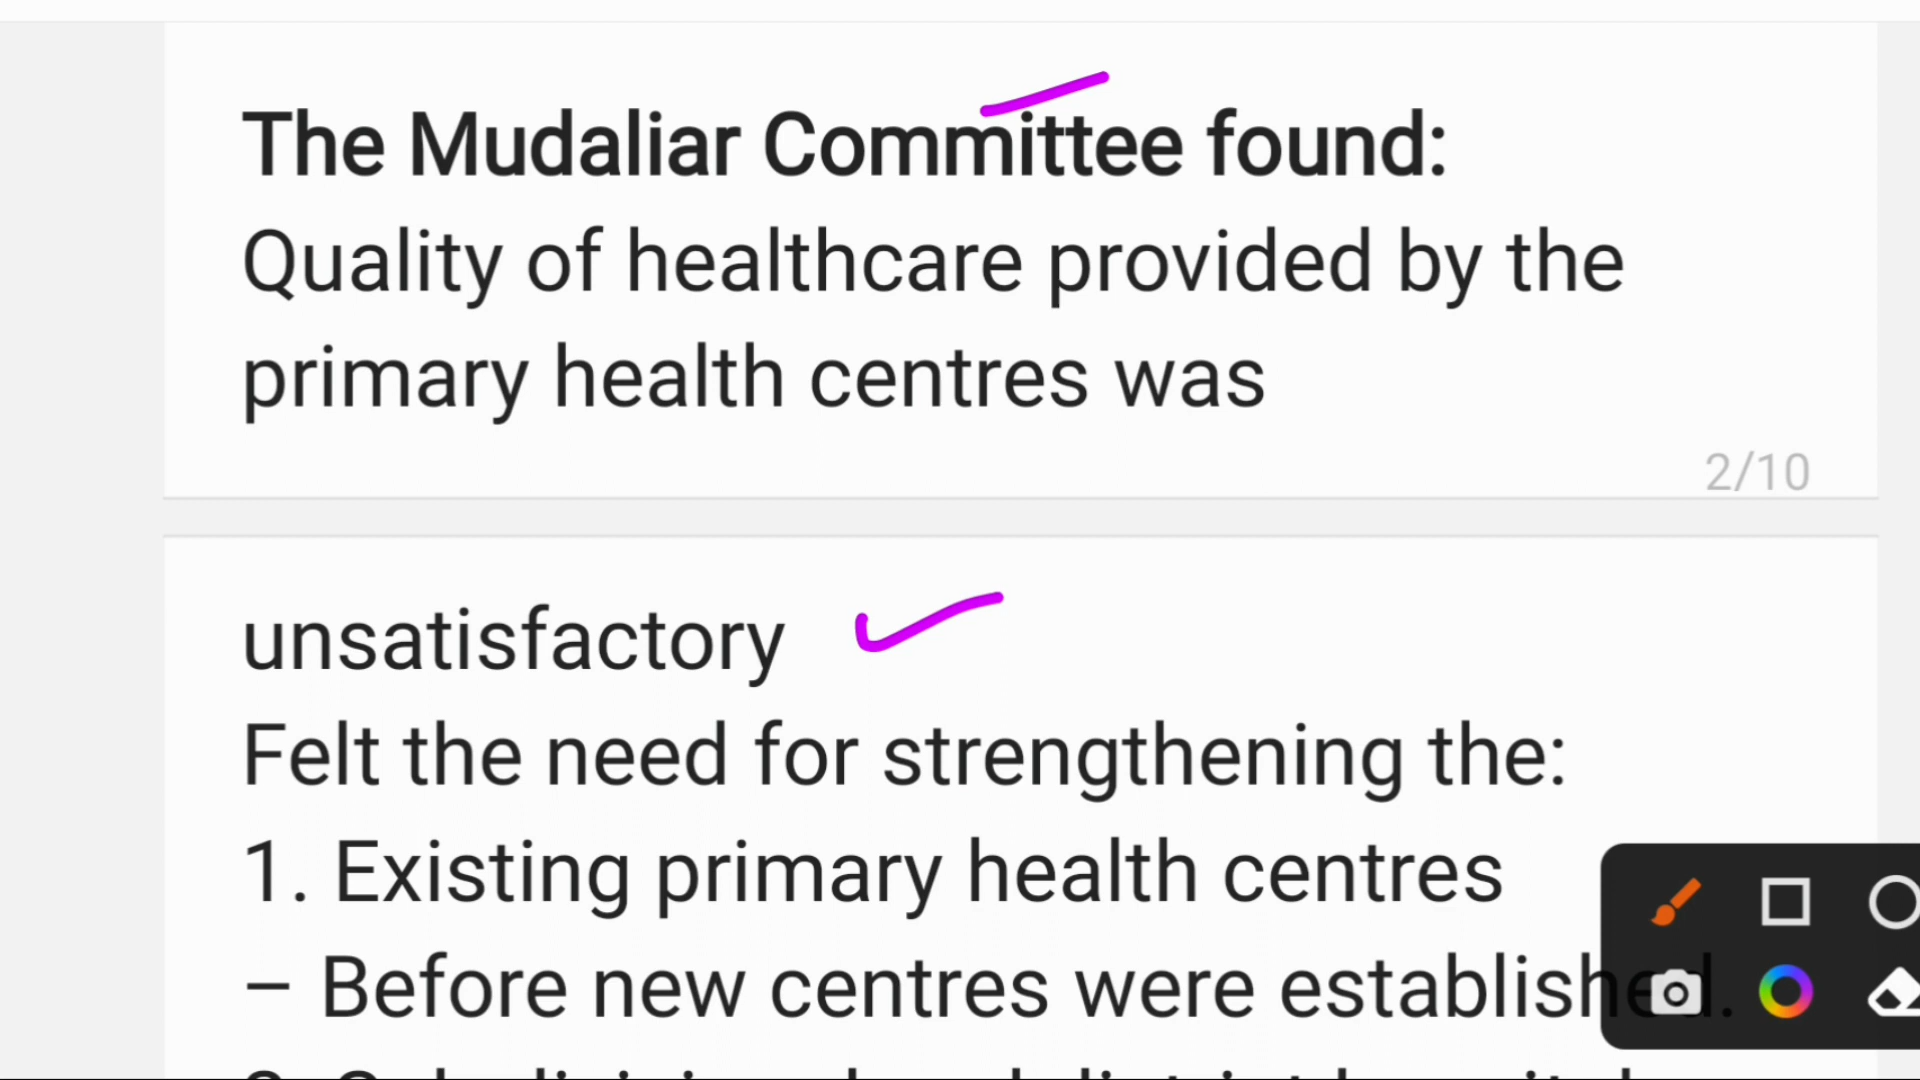 The Mudaliar Committee found:
Quality of healthcare provided by the
primary health centres was
2/10
unsatisfactory
Felt the need for strengthening the:
1. Existing primary health centres
– Before new centres were established.